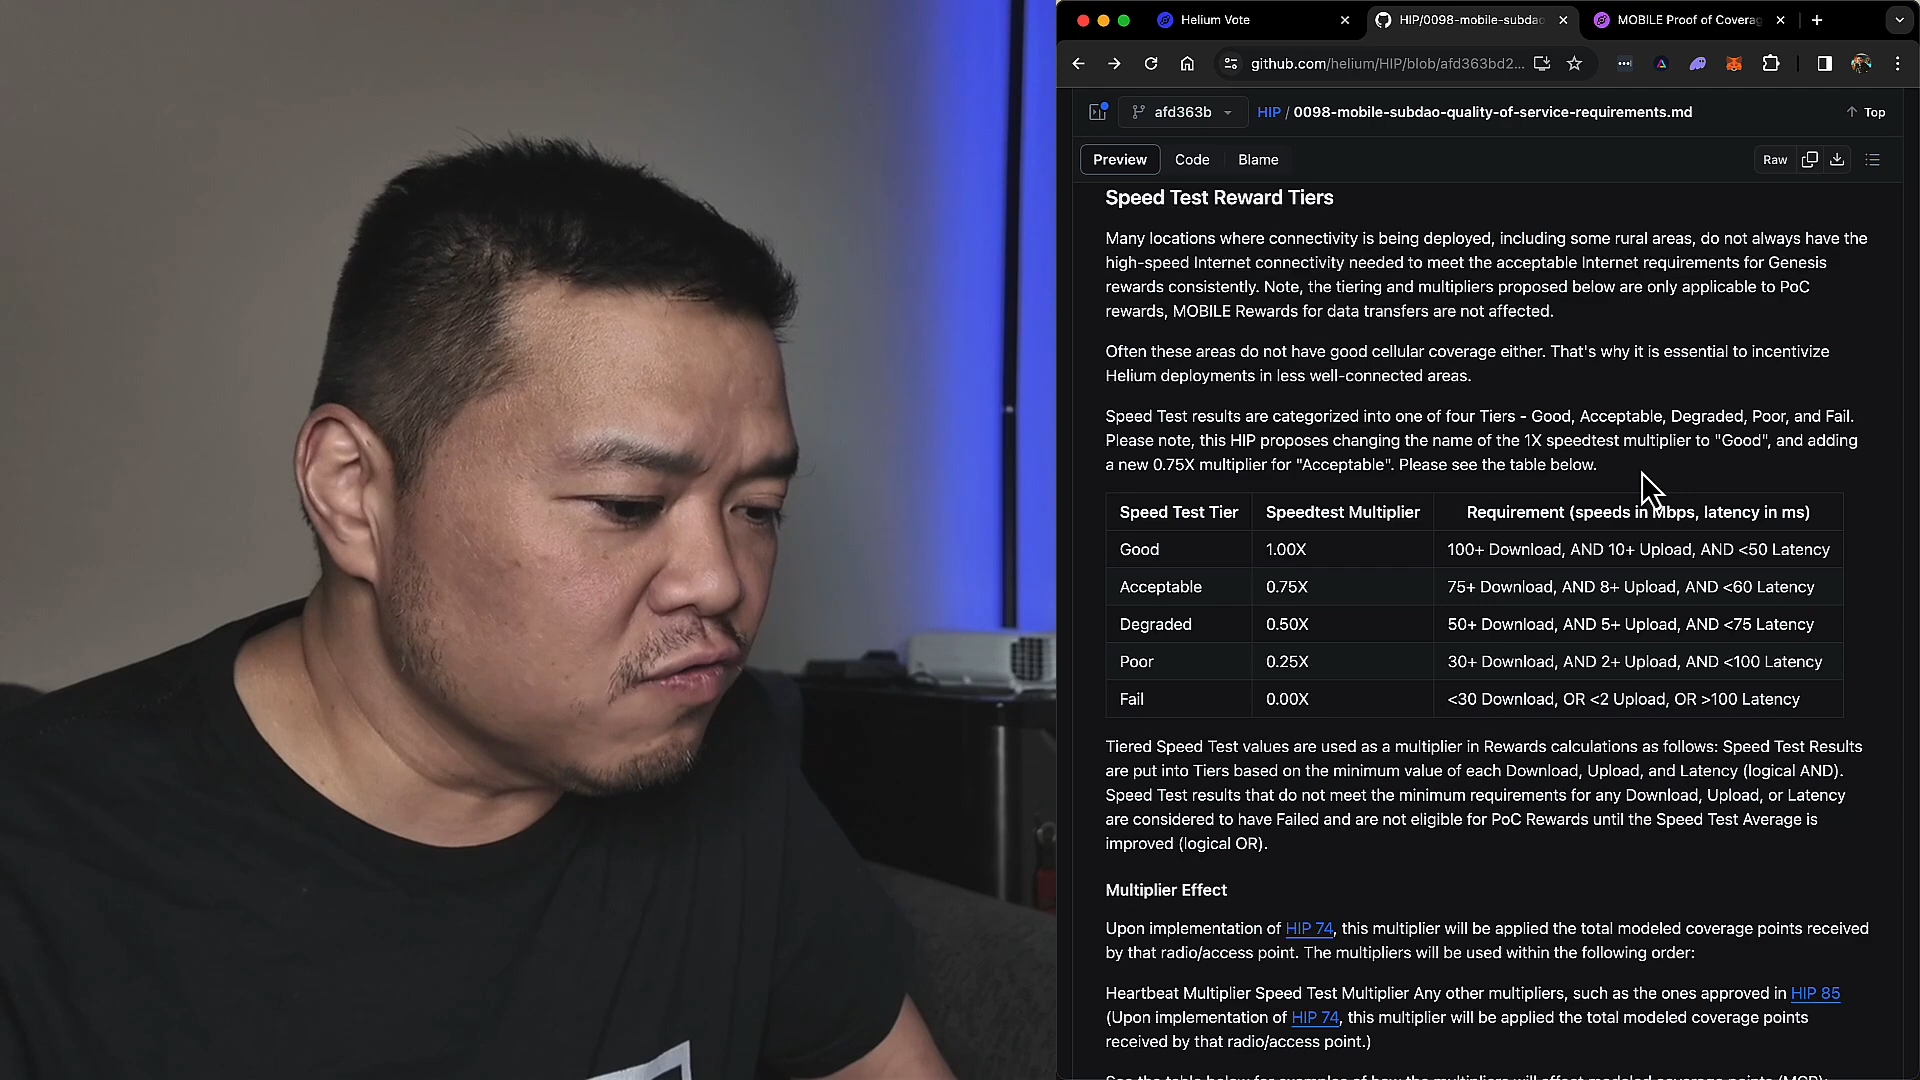 Helium Vote
HIP/0098-mobile-subdao
MOBILE Proof of Coverag
github.com/helium/HIP/blob/afd363bd2...
afd363b
HIP / 0098-mobile-subdao-quality-of-service-requirements.md
Top
Preview
Code
Blame
Raw
Speed Test Reward Tiers
Many locations where connectivity is being deployed, including some rural areas, do not always have the
high-speed Internet connectivity needed to meet the acceptable Internet requirements for Genesis
rewards consistently. Note, the tiering and multipliers proposed below are only applicable to PoC
rewards, MOBILE Rewards for data transfers are not affected.
Often these areas do not have good cellular coverage either. That's why it is essential to incentivize
Helium deployments in less well-connected areas.
Speed Test results are categorized into one of four Tiers - Good, Acceptable, Degraded, Poor, and Fail.
Please note, this HIP proposes changing the name of the 1X speedtest multiplier to "Good", and adding
a new 0.75X multiplier for "Acceptable". Please see the table below.
Speed Test Tier Speedtest Multiplier Requirement (speeds in Mbps, latency in ms)
Good 1.00X 100+ Download, AND 10+ Upload, AND <50 Latency
Acceptable 0.75X 75+ Download, AND 8+ Upload, AND <60 Latency
Degraded 0.50X 50+ Download, AND 5+ Upload, AND <75 Latency
Poor 0.25X 30+ Download, AND 2+ Upload, AND <100 Latency
Fail 0.00X <30 Download, OR <2 Upload, OR >100 Latency
Tiered Speed Test values are used as a multiplier in Rewards calculations as follows: Speed Test Results
are put into Tiers based on the minimum value of each Download, Upload, and Latency (logical AND).
Speed Test results that do not meet the minimum requirements for any Download, Upload, or Latency
are considered to have Failed and are not eligible for PoC Rewards until the Speed Test Average is
improved (logical OR).
Multiplier Effect
Upon implementation of HIP 74, this multiplier will be applied the total modeled coverage points received
by that radio/access point. The multipliers will be used within the following order:
Heartbeat Multiplier Speed Test Multiplier Any other multipliers, such as the ones approved in HIP 85
(Upon implementation of HIP 74, this multiplier will be applied the total modeled coverage points
received by that radio/access point.)
See the table below for examples of how the multipliers will effect modeled coverage points (MCP):